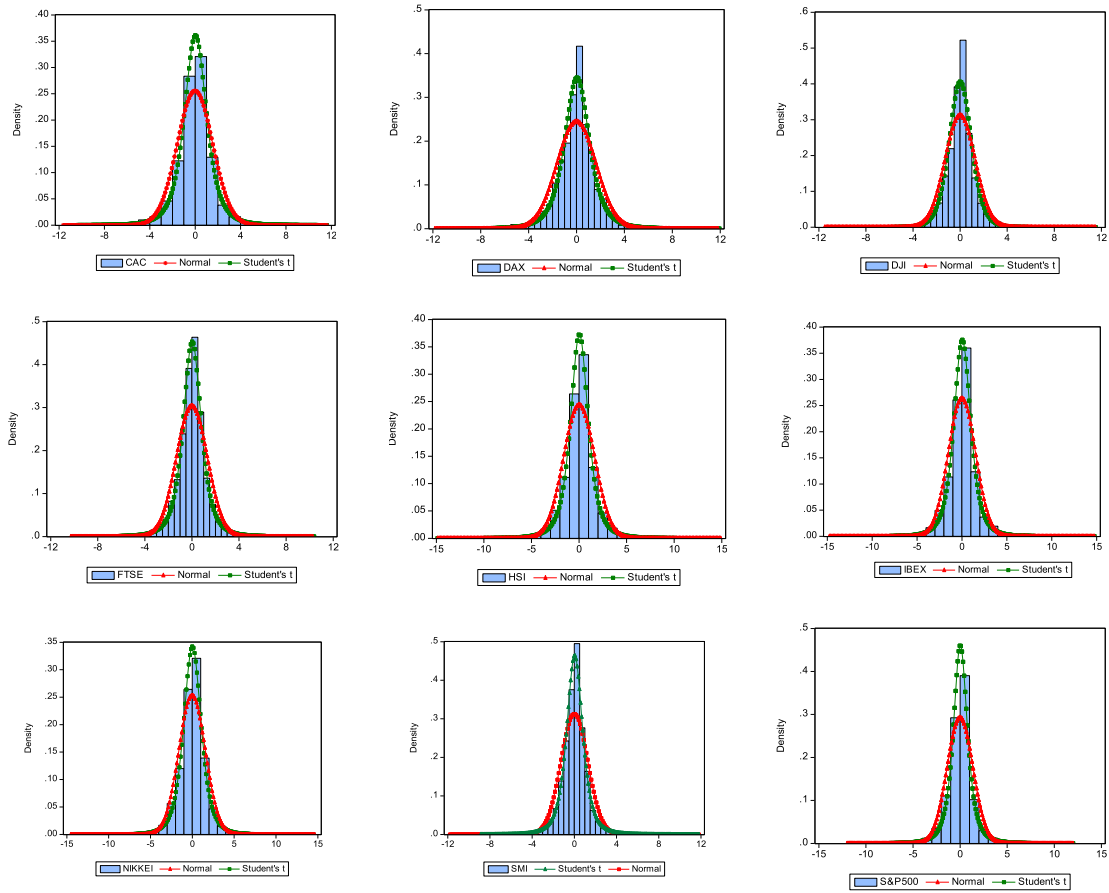 .40
.35
.30
.25
.20
.15
.10
.05
.00
Density
-12 -8 -4 0 4 8 12
CAC Normal Student's t
.5
.4
.3
.2
.1
.0
Density
-12 -8 -4 0 4 8 12
DAX Normal Student's t
.6
.5
.4
.3
.2
.1
.0
Density
-12 -8 -4 0 4 8 12
DJI Normal Student's t
.5
.4
.3
.2
.1
.0
Density
-12 -8 -4 0 4 8 12
FTSE Normal Student's t
.40
.35
.30
.25
.20
.15
.10
.05
.00
Density
-15 -10 -5 0 5 10 15
HSI Normal Student's t
.40
.35
.30
.25
.20
.15
.10
.05
.00
Density
-15 -10 -5 0 5 10 15
IBEX Normal Student's t
.35
.30
.25
.20
.15
.10
.05
.00
Density
-15 -10 -5 0 5 10 15
NIKKEI Normal Student's t
.5
.4
.3
.2
.1
.0
Density
-12 -8 -4 0 4 8 12
SMI Student's t Normal
.5
.4
.3
.2
.1
.0
Density
-15 -10 -5 0 5 10 15
S&P500 Normal Student's t